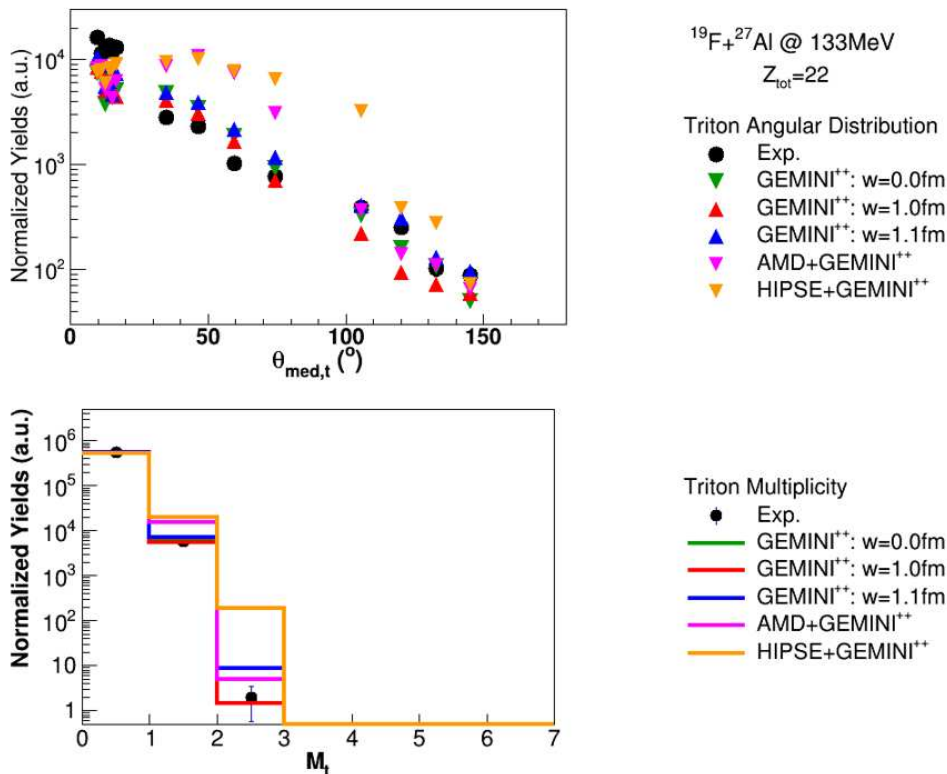 Normalized Yields (a.u.)
10⁴
10³
10²
0
50
100
150
θmed,t (°)
¹⁹F+²⁷Al @ 133MeV
Ztot=22
Triton Angular Distribution
Exp.
GEMINI⁺⁺: w=0.0fm
GEMINI⁺⁺: w=1.0fm
GEMINI⁺⁺: w=1.1fm
AMD+GEMINI⁺⁺
HIPSE+GEMINI⁺⁺
Normalized Yields (a.u.)
10⁶
10⁵
10⁴
10³
10²
10
1
0
1
2
3
4
5
6
7
Mt
Triton Multiplicity
Exp.
GEMINI⁺⁺: w=0.0fm
GEMINI⁺⁺: w=1.0fm
GEMINI⁺⁺: w=1.1fm
AMD+GEMINI⁺⁺
HIPSE+GEMINI⁺⁺